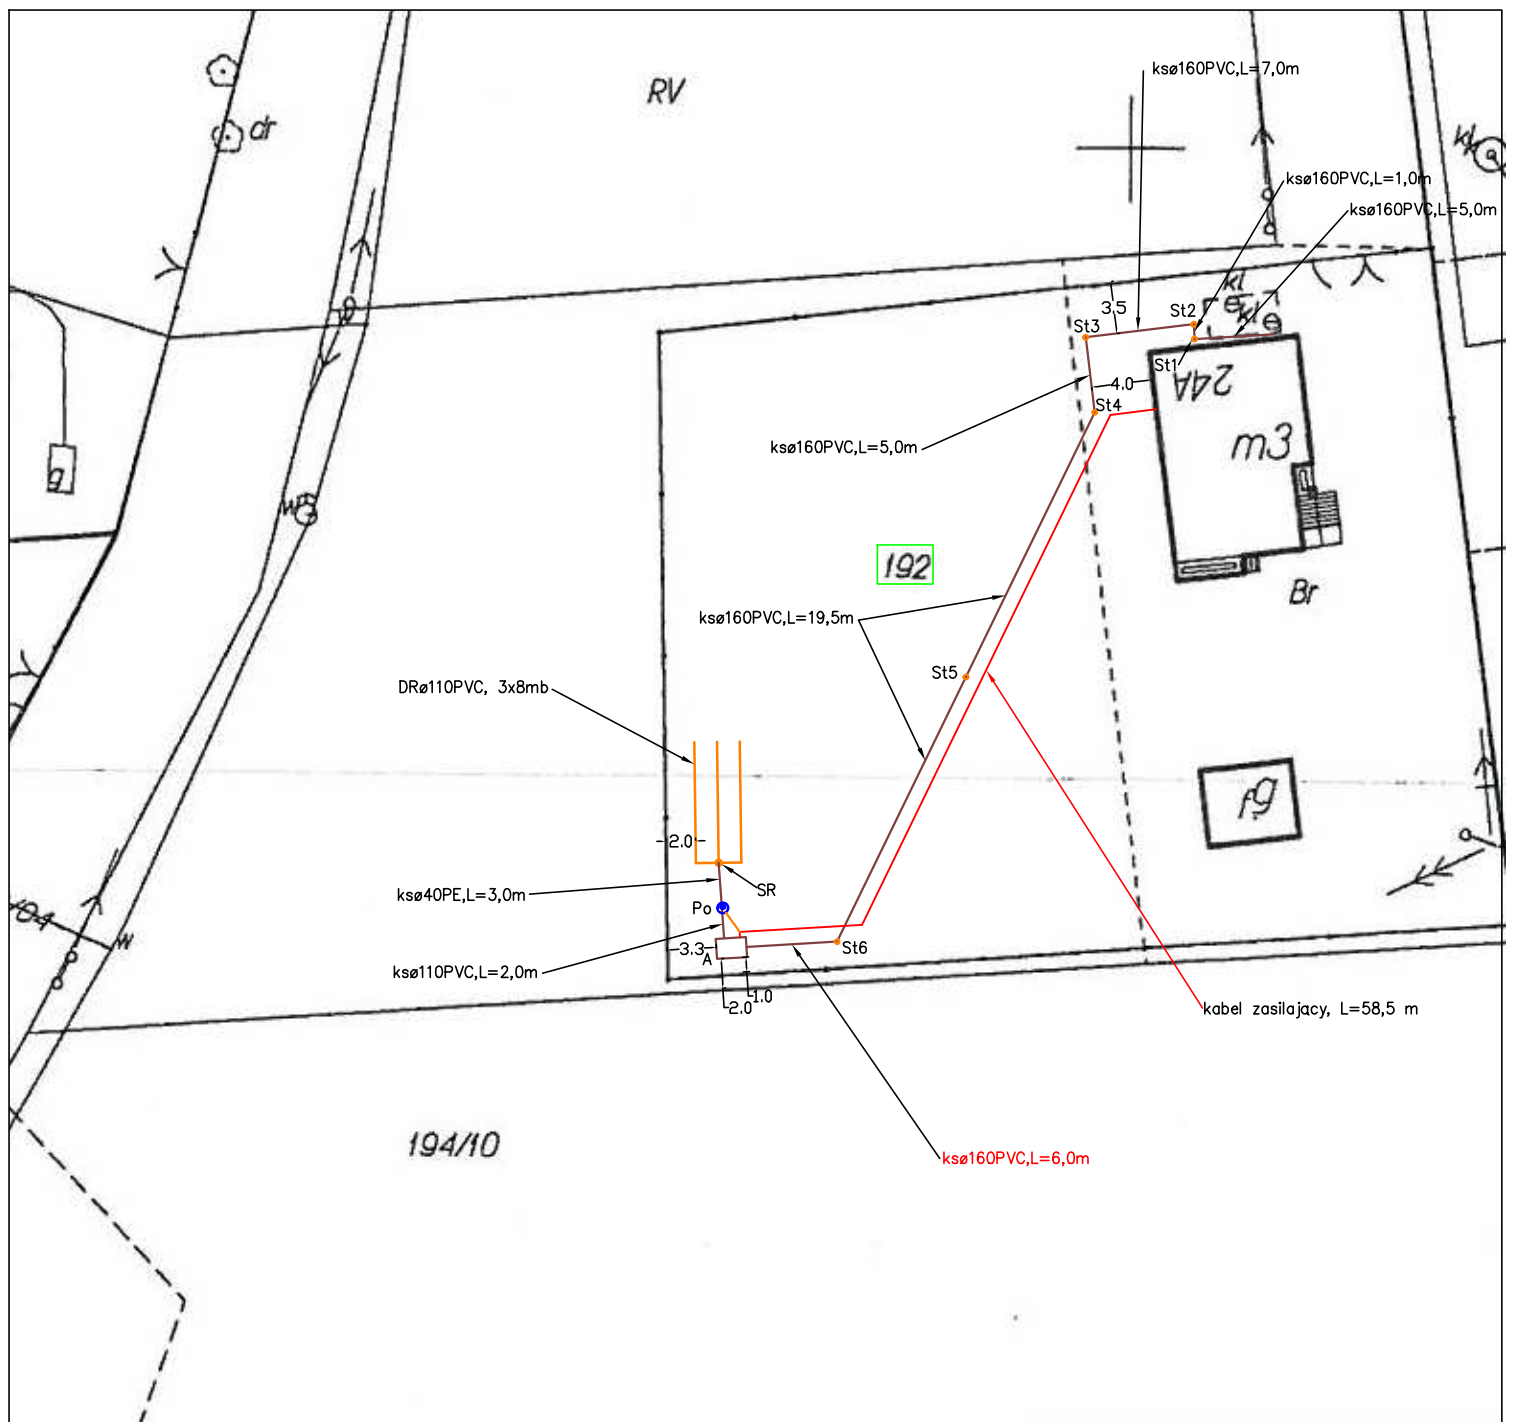 ksø160PVC,L=7,0m
RV
dr
kk
ksø160PVC,L=1,0m
ksø160PVC,L=5,0m
kl
e
kl e
3.5
St2
St3
St1
24A
4.0
St4
m3
ksø160PVC,L=5,0m
g
w
192
Br
ksø160PVC,L=19,5m
St5
DRø110PVC, 3x8mb
fg
2.0
SR
ksø40PE,L=3,0m
Po
104
w
3.3
A
St6
ksø110PVC,L=2,0m
1.0
2.0
kabel zasilający, L=58,5 m
194/10
ksø160PVC,L=6,0m